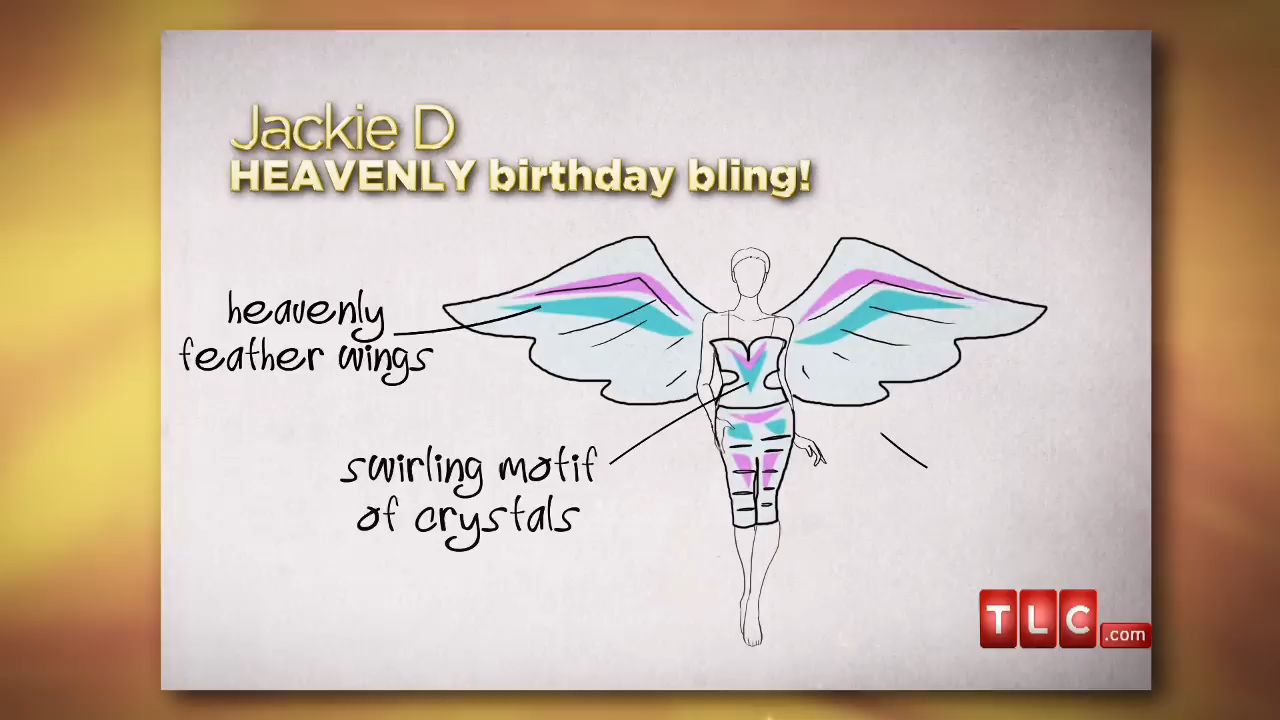 Jackie D
HEAVENLY birthday bling!
heavenly
feather wings
swirling motif
of crystals
TLC.com